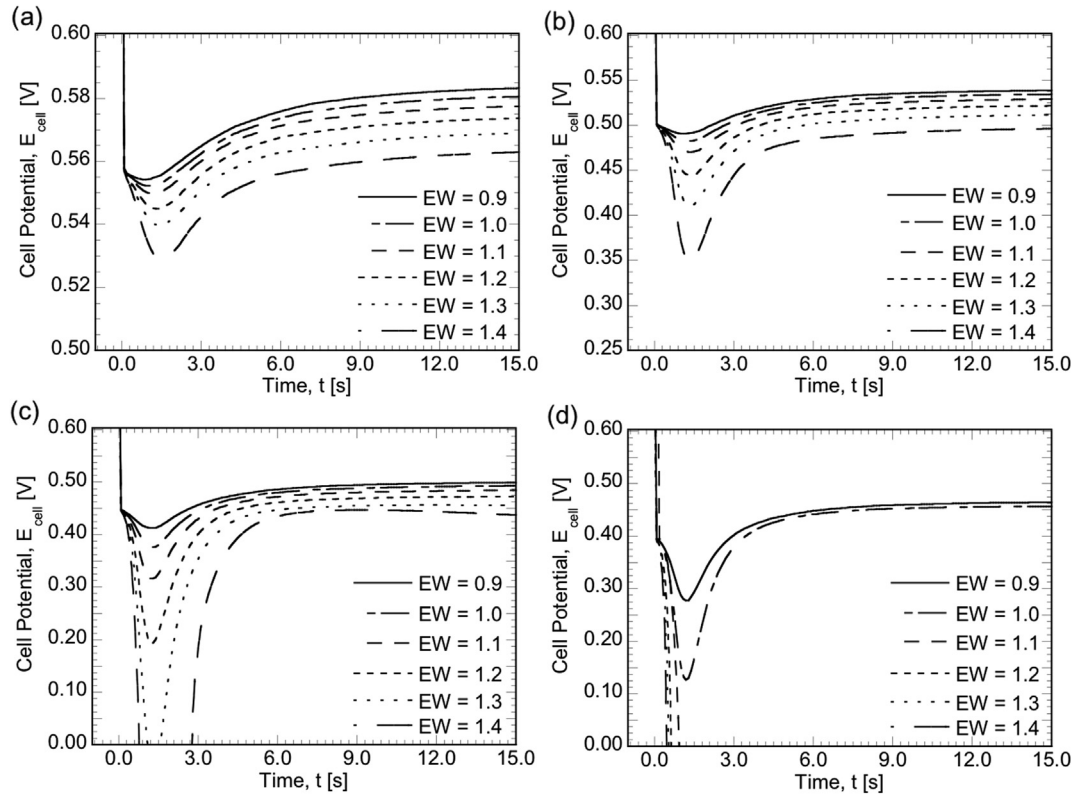 (a)
0.60
0.58
0.56
0.54
0.52
0.50
Cell Potential, E_cell [V]
EW = 0.9
EW = 1.0
EW = 1.1
EW = 1.2
EW = 1.3
EW = 1.4
0.0 3.0 6.0 9.0 12.0 15.0
Time, t [s]
(b)
0.60
0.55
0.50
0.45
0.40
0.35
0.30
0.25
Cell Potential, E_cell [V]
EW = 0.9
EW = 1.0
EW = 1.1
EW = 1.2
EW = 1.3
EW = 1.4
0.0 3.0 6.0 9.0 12.0 15.0
Time, t [s]
(c)
0.60
0.50
0.40
0.30
0.20
0.10
0.00
Cell Potential, E_cell [V]
EW = 0.9
EW = 1.0
EW = 1.1
EW = 1.2
EW = 1.3
EW = 1.4
0.0 3.0 6.0 9.0 12.0 15.0
Time, t [s]
(d)
0.60
0.50
0.40
0.30
0.20
0.10
0.00
Cell Potential, E_cell [V]
EW = 0.9
EW = 1.0
EW = 1.1
EW = 1.2
EW = 1.3
EW = 1.4
0.0 3.0 6.0 9.0 12.0 15.0
Time, t [s]